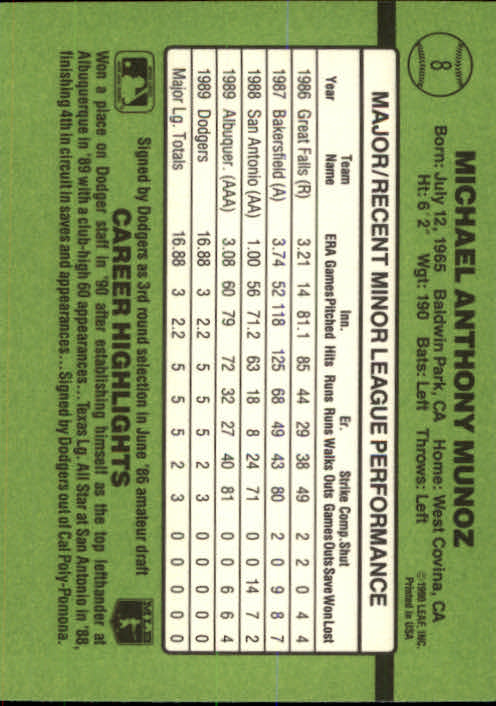 8
MICHAEL ANTHONY MUNOZ
Born: July 12, 1965 Baldwin Park, CA Home: West Covina, CA
Ht: 6' 2" Wgt: 190 Bats: Left Throws: Left
©1990 LEAF, INC.
Printed in USA
MAJOR/RECENT MINOR LEAGUE PERFORMANCE
Team Inn. Er. Strike Comp. Shut
Year Name ERA Games Pitched Hits Runs Runs Walks Outs Games Outs Save Won Lost
1986 Great Falls (R) 3.21 14 81.1 85 44 29 38 49 2 2 0 4 4
1987 Bakersfield (A) 3.74 52 118 125 68 49 43 80 2 0 9 8 7
1988 San Antonio (AA) 1.00 56 71.2 63 18 8 24 71 0 0 14 7 2
1989 Albuquer. (AAA) 3.08 60 79 72 32 27 40 81 0 0 6 6 4
1989 Dodgers 16.88 3 2.2 5 5 5 2 3 0 0 0 0 0
Major Lg. Totals 16.88 3 2.2 5 5 5 2 3 0 0 0 0 0
Signed by Dodgers as 3rd round selection in June '86 amateur draft
CAREER HIGHLIGHTS
Won a place on Dodger staff in '90 after establishing himself as the top lefthander at
Albuquerque in '89 with a club-high 60 appearances...Texas Lg. All Star at San Antonio in '88,
finishing 4th in circuit in saves and appearances...Signed by Dodgers out of Cal Poly-Pomona.